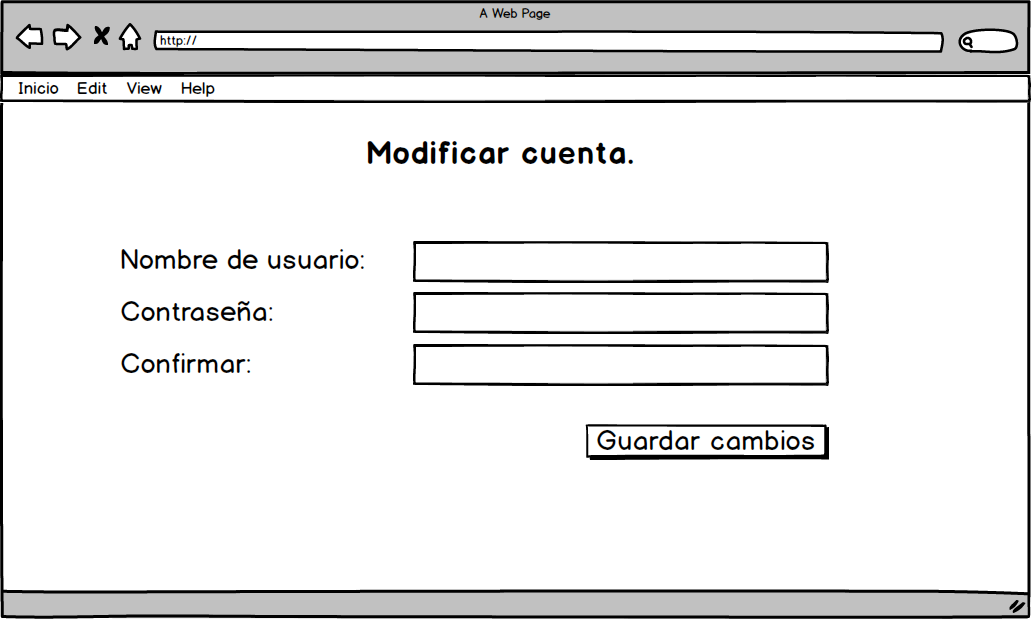 A Web Page
http://
Inicio Edit View Help
Modificar cuenta.
Nombre de usuario:
Contraseña:
Confirmar:
Guardar cambios